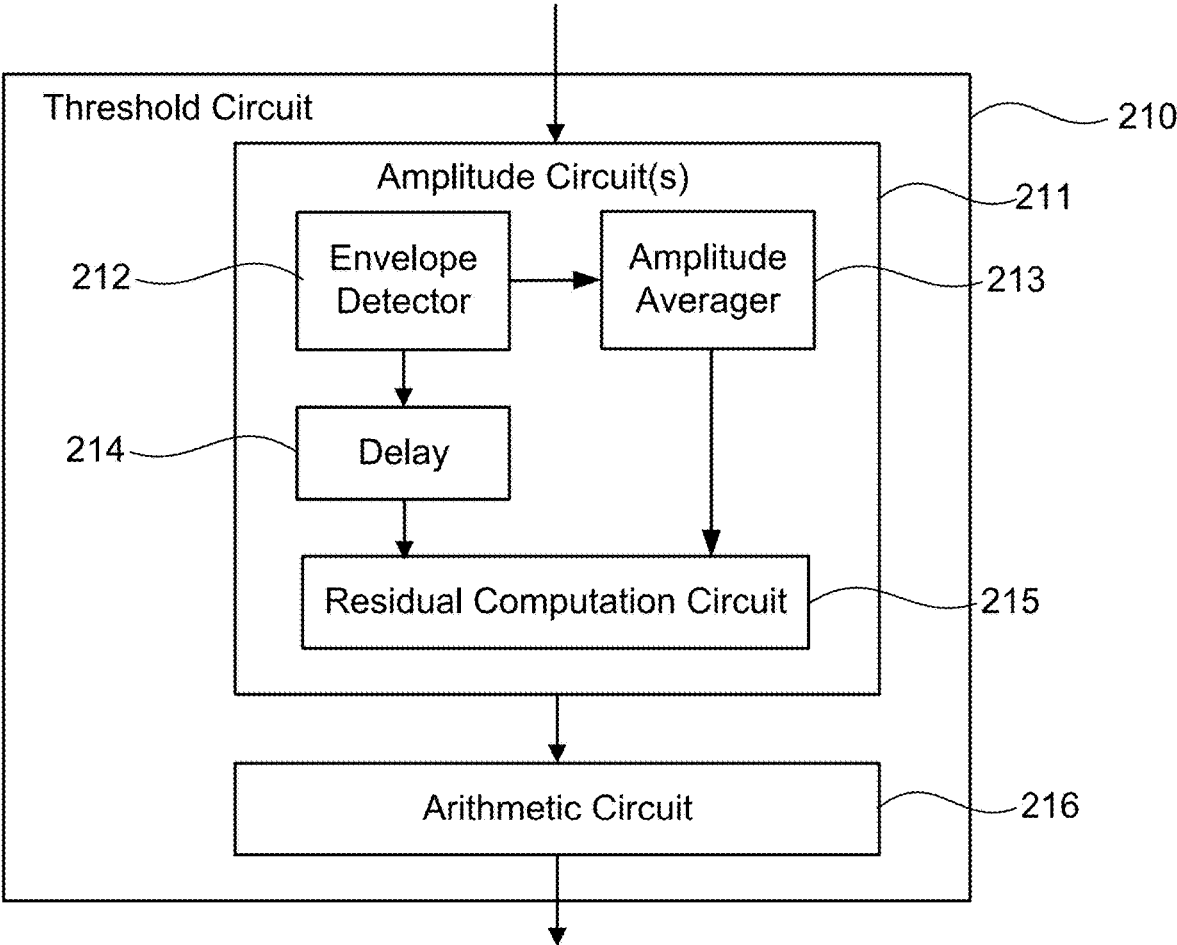 Threshold Circuit
210
Amplitude Circuit(s)
211
212
Envelope
Detector
Amplitude
Averager
213
214
Delay
Residual Computation Circuit
215
Arithmetic Circuit
216